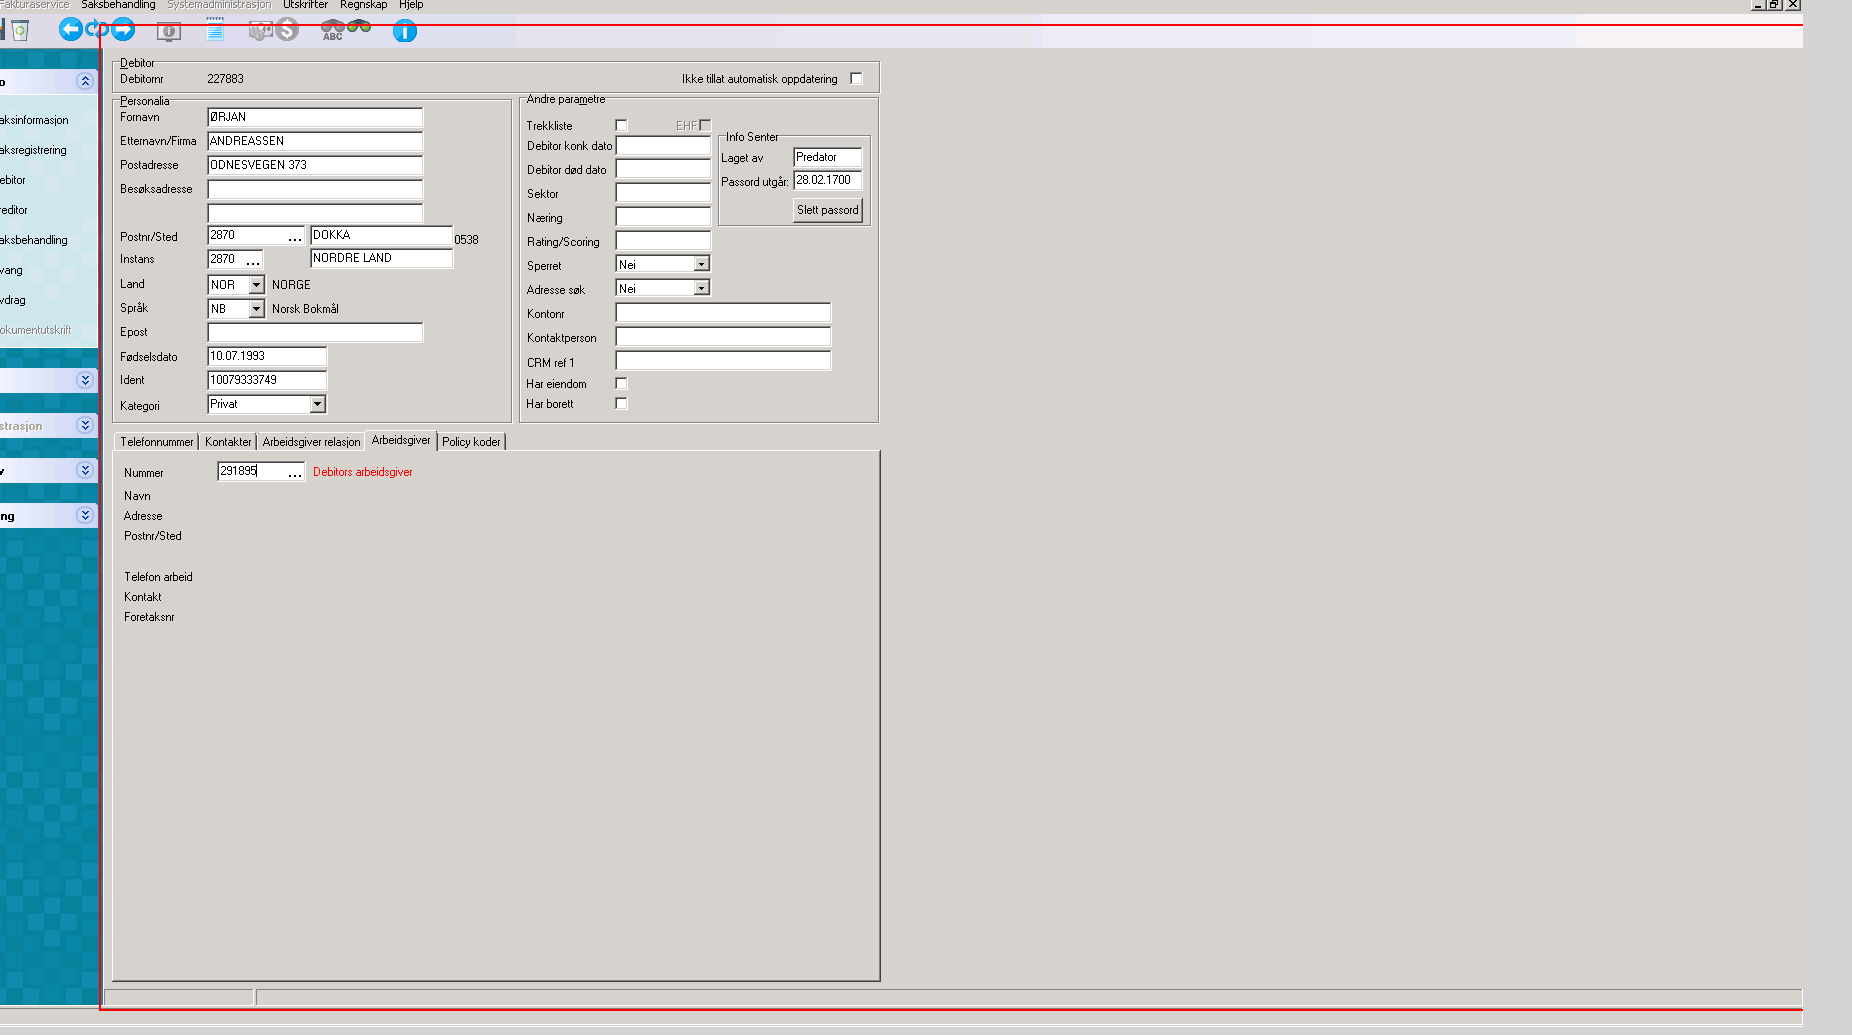 Fakturaservice Saksbehandling Systemadministrasjon Utskrifter Regnskap Hjelp
ABC
o
aksinformasjon
aksregistrering
ebitor
reditor
aksbehandling
vang
vdrag
okumentutskrift
strasjon
v
ng
Debitor
Debitornr 227883 Ikke tillat automatisk oppdatering
Personalia
Fornavn ØRJAN
Etternavn/Firma ANDREASSEN
Postadresse ODNESVEGEN 373
Besøksadresse
Postnr/Sted 2870 ... DOKKA 0538
Instans 2870 ... NORDRE LAND
Land NOR NORGE
Språk NB Norsk Bokmål
Epost
Fødselsdato 10.07.1993
Ident 10079333749
Kategori Privat
Andre parametre
Trekkliste EHF
Debitor konk dato
Debitor død dato
Sektor
Næring
Rating/Scoring
Sperret Nei
Adresse søk Nei
Kontonr
Kontaktperson
CRM ref 1
Har eiendom
Har borett
Info Senter
Laget av Predator
Passord utgår: 28.02.1700
Slett passord
Telefonnummer Kontakter Arbeidsgiver relasjon Arbeidsgiver Policy koder
Nummer 291895 ... Debitors arbeidsgiver
Navn
Adresse
Postnr/Sted
Telefon arbeid
Kontakt
Foretaksnr